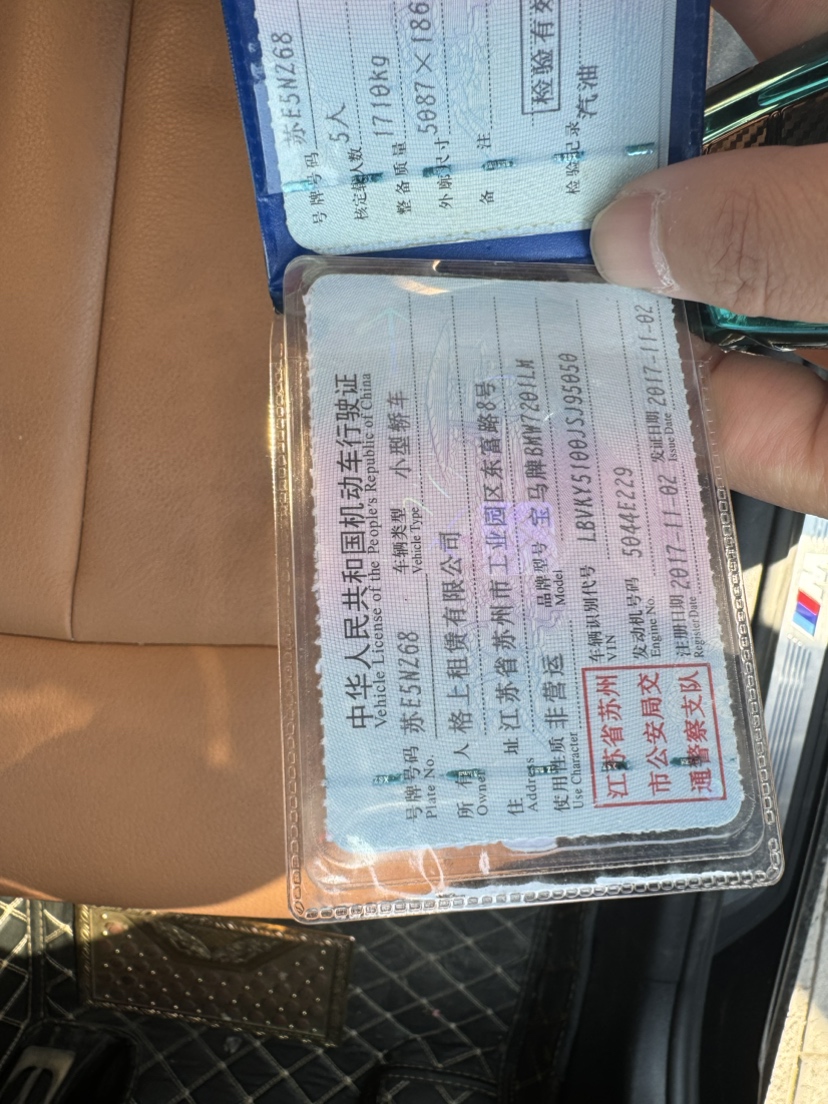 中华人民共和国机动车行驶证
Vehicle License of the People's Republic of China
号牌号码 苏E5N268 车辆类型 小型轿车
Plate No. Vehicle Type
所有人 格上租赁有限公司
Owner
住址 江苏省苏州市工业园区东富路8号
Address
使用性质 非营运 品牌型号 宝马牌BMW7201LM
Use Character Model
江苏省苏州
市公安局交
通警察支队
车辆识别代号 LBVKY5100JSJ95050
VIN
发动机号码 5044E229
Engine No.
注册日期 2017-11-02 发证日期 2017-11-02
Register Date Issue Date
号牌号码 苏E5N268
核定载人数 5人
整备质量 1710kg
外廓尺寸 5087×186
备注
检验有效
检验记录 汽油
M